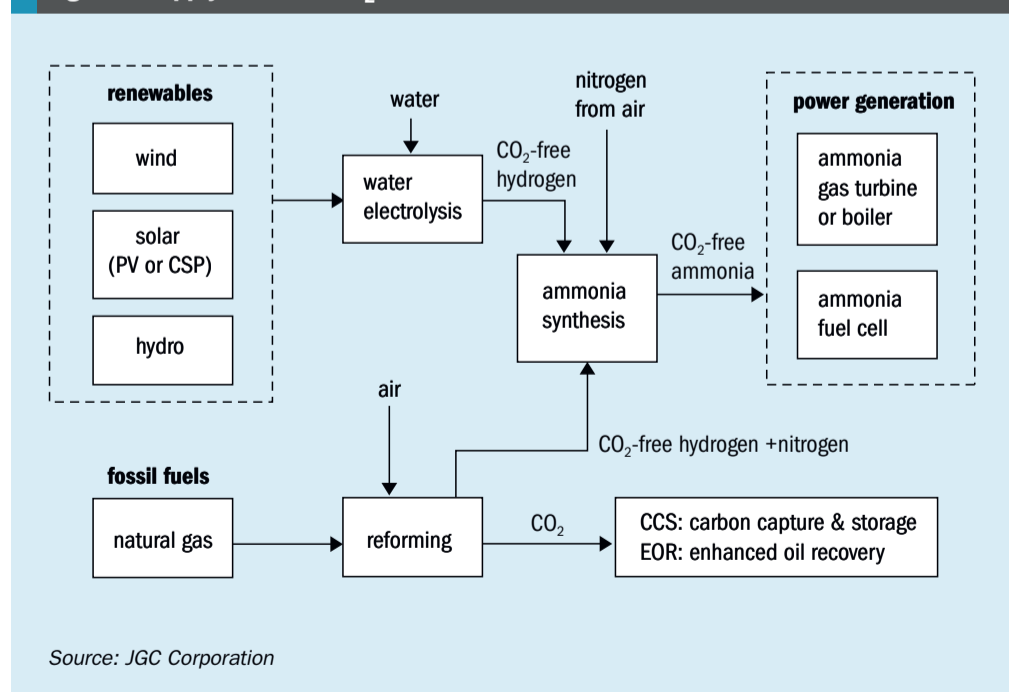 renewables
wind
solar
(PV or CSP)
hydro
water
water
electrolysis
CO₂-free
hydrogen
nitrogen
from air
ammonia
synthesis
CO₂-free
ammonia
power generation
ammonia
gas turbine
or boiler
ammonia
fuel cell
air
CO₂-free hydrogen +nitrogen
fossil fuels
natural gas
reforming
CO₂
CCS: carbon capture & storage
EOR: enhanced oil recovery
Source: JGC Corporation